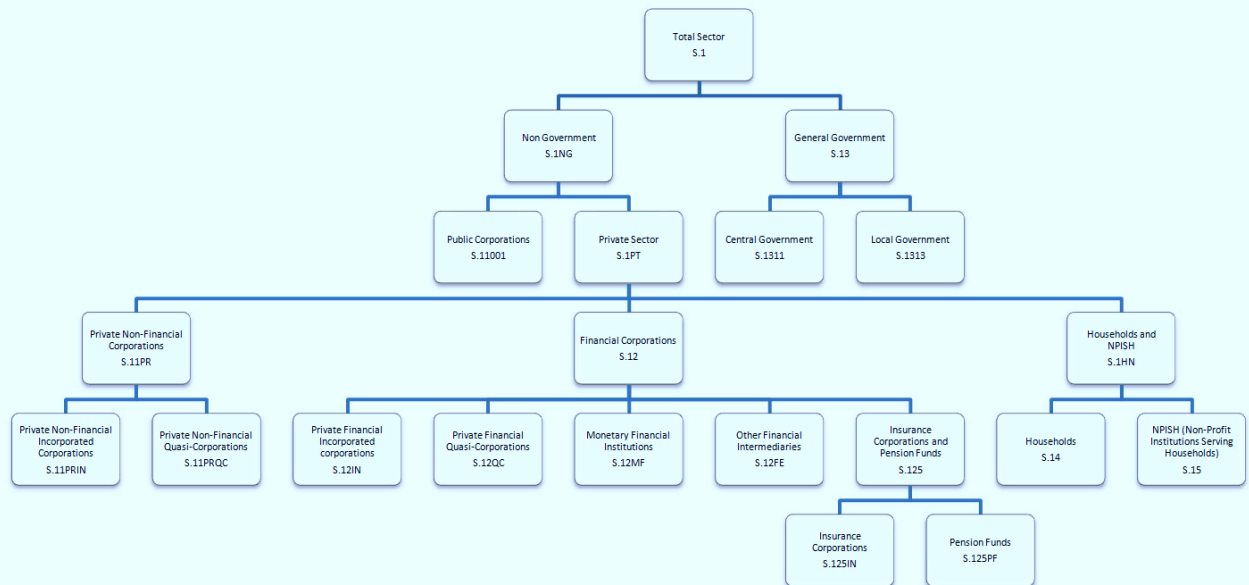 Total Sector
S.1
Non Government
S.1NG
General Government
S.13
Public Corporations
S.11001
Private Sector
S.1PT
Central Government
S.1311
Local Government
S.1313
Private Non-Financial
Corporations
S.11PR
Financial Corporations
S.12
Households and
NPISH
S.1HN
Private Non-Financial
Incorporated
Corporations
S.11PRIN
Private Non-Financial
Quasi-Corporations
S.11PRQC
Private Financial
Incorporated
corporations
S.12IN
Private Financial
Quasi-Corporations
S.12QC
Monetary Financial
Institutions
S.12MF
Other Financial
Intermediaries
S.12FE
Insurance
Corporations and
Pension Funds
S.125
Households
S.14
NPISH (Non-Profit
Institutions Serving
Households)
S.15
Insurance
Corporations
S.125IN
Pension Funds
S.125PF